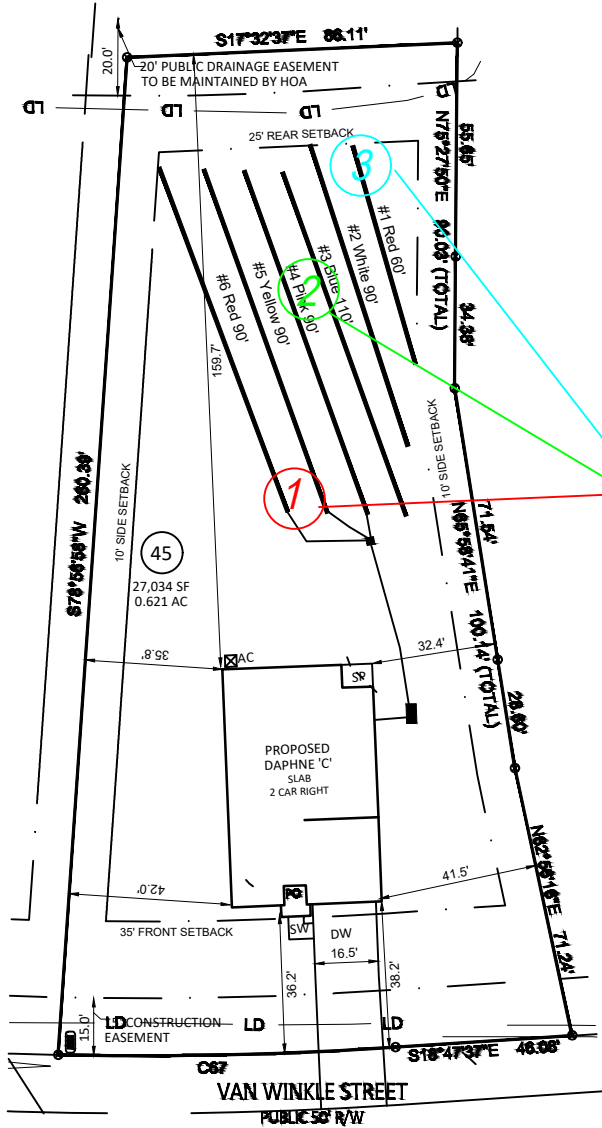 S17°32'37"E 86.11'
20.0'
20' PUBLIC DRAINAGE EASEMENT
TO BE MAINTAINED BY HOA
LD
LD
LD
LD
25' REAR SETBACK
55.65'
N75°27'50"E 90.03' (TOTAL)
34.38'
3
#1 Red 60'
#2 White 90'
#3 Blue 110'
#4 Pink 90'
#5 Yellow 90'
#6 Red 90'
2
159.7'
10' SIDE SETBACK
1
S78°56'58"W 260.39'
10' SIDE SETBACK
45
27,034 SF
0.621 AC
71.54'
N65°58'41"E 100.14' (TOTAL)
28.60'
35.8'
AC
32.4'
SP
PROPOSED
DAPHNE 'C'
SLAB
2 CAR RIGHT
42.0'
41.5'
N62°56'16"E 71.24'
PO
SW
DW
35' FRONT SETBACK
16.5'
36.2'
38.2'
15.0'
15' CONSTRUCTION
EASEMENT
LD
LD
LD
C67
S18°47'37"E 46.08'
VAN WINKLE STREET
PUBLIC 50' R/W